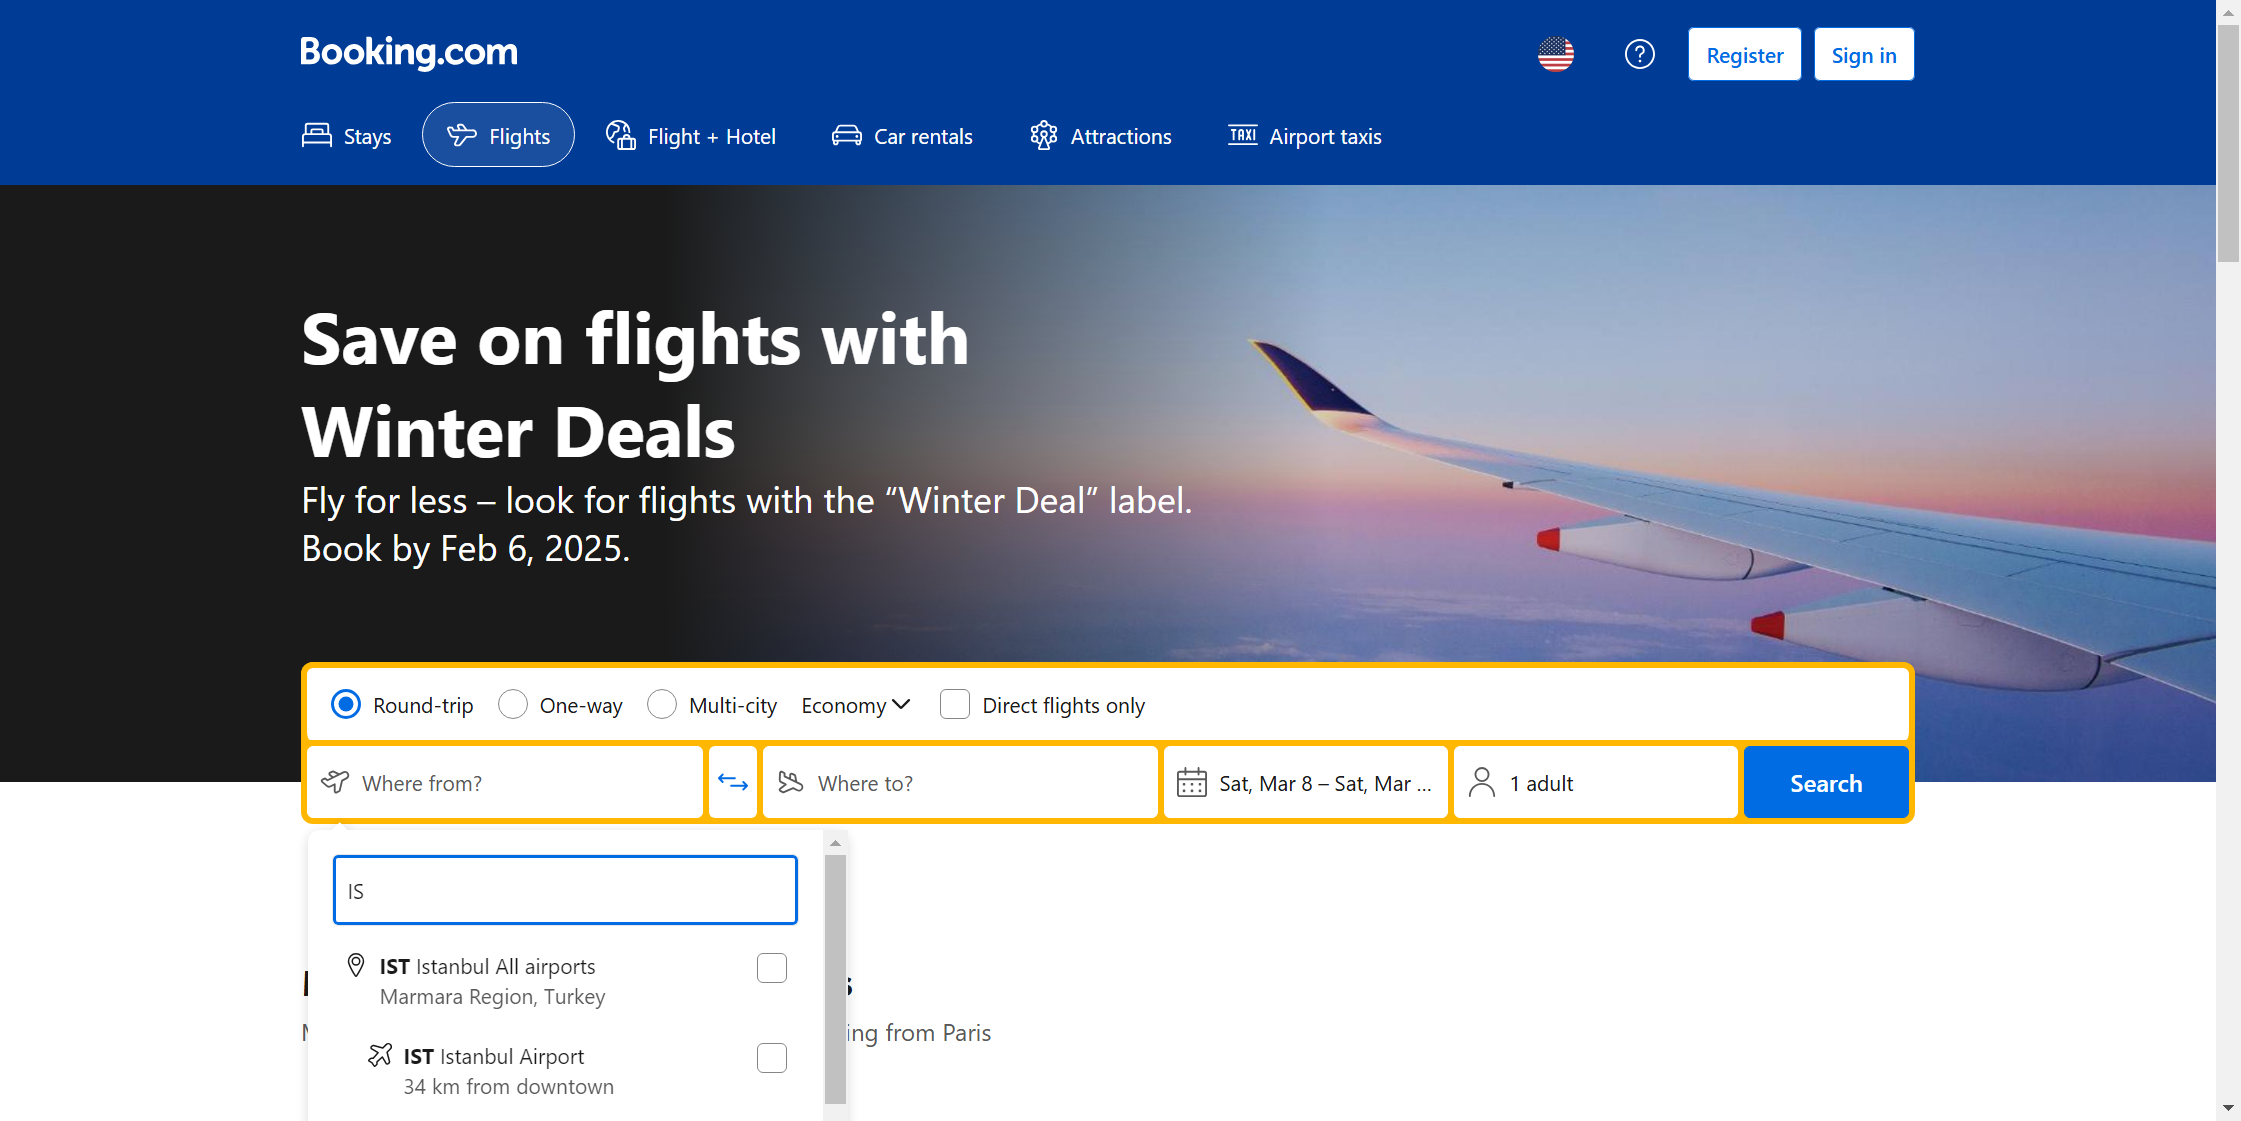 Booking.com
Register
Sign in
Stays
Flights
Flight + Hotel
Car rentals
Attractions
TAXI Airport taxis
Save on flights with
Winter Deals
Fly for less – look for flights with the “Winter Deal” label.
Book by Feb 6, 2025.
Round-trip
One-way
Multi-city
Economy
Direct flights only
Where from?
Where to?
Sat, Mar 8 – Sat, Mar ...
1 adult
Search
IS
IST Istanbul All airports
Marmara Region, Turkey
ing from Paris
IST Istanbul Airport
34 km from downtown